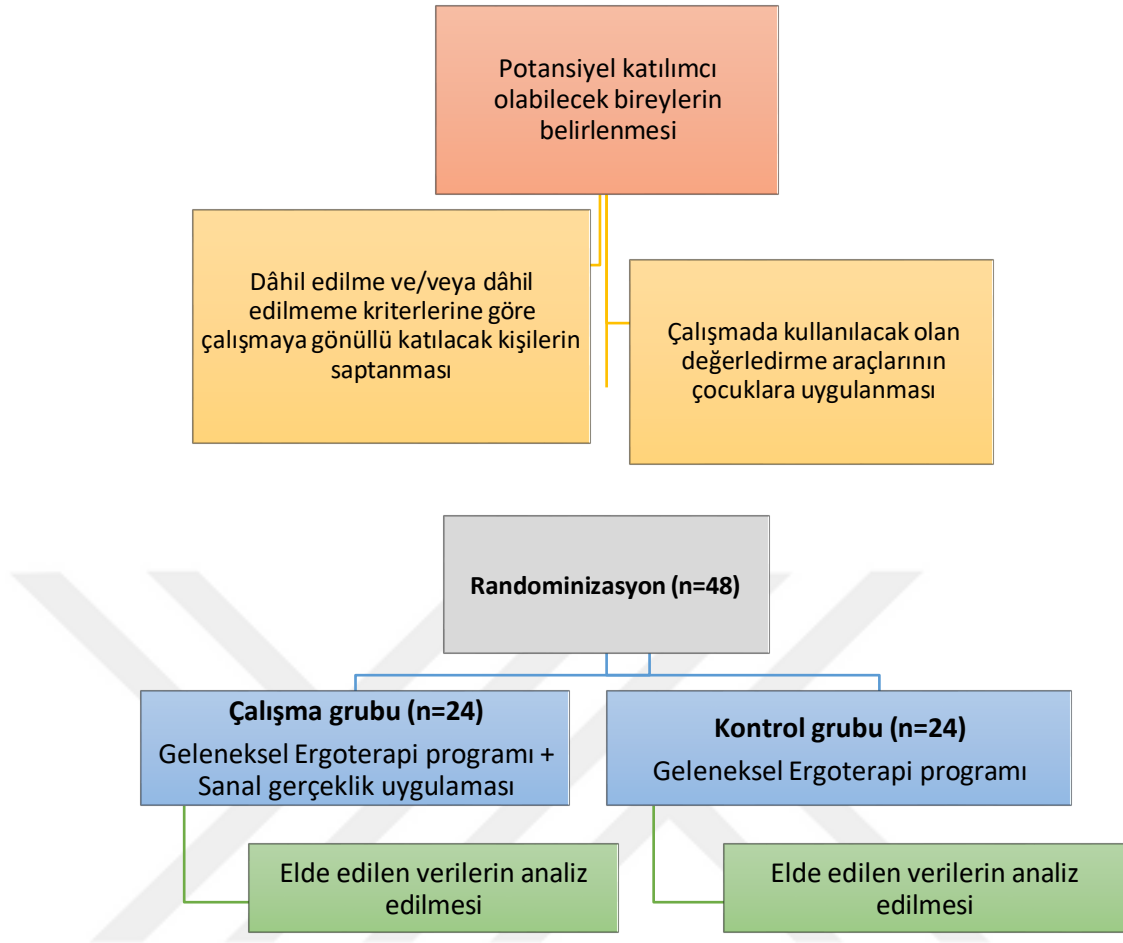 Potansiyel katılımcı
olabilecek bireylerin
belirlenmesi
Dâhil edilme ve/veya dâhil
edilmeme kriterlerine göre
çalışmaya gönüllü katılacak kişilerin
saptanması
Çalışmada kullanılacak olan
değerledirme araçlarının
çocuklara uygulanması
Randominizasyon (n=48)
Çalışma grubu (n=24)
Geleneksel Ergoterapi programı +
Sanal gerçeklik uygulaması
Kontrol grubu (n=24)
Geleneksel Ergoterapi programı
Elde edilen verilerin analiz
edilmesi
Elde edilen verilerin analiz
edilmesi